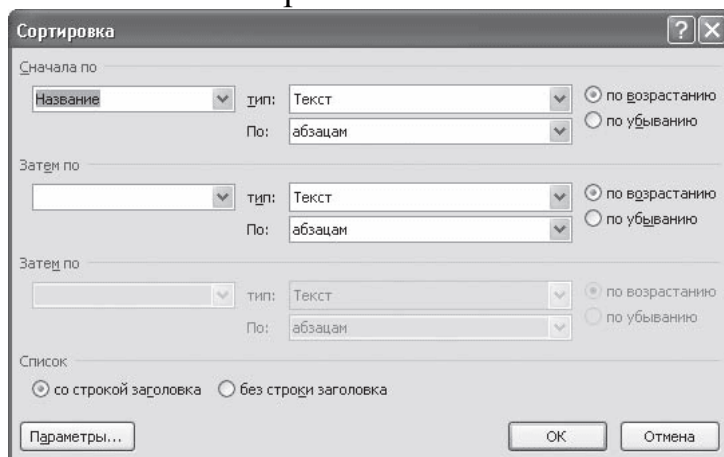 Сортировка
Сначала по
Название тип: Текст по возрастанию
По: абзацам по убыванию
Затем по
тип: Текст по возрастанию
По: абзацам по убыванию
Затем по
тип: Текст по возрастанию
По: абзацам по убыванию
Список
со строкой заголовка без строки заголовка
Параметры... ОК Отмена